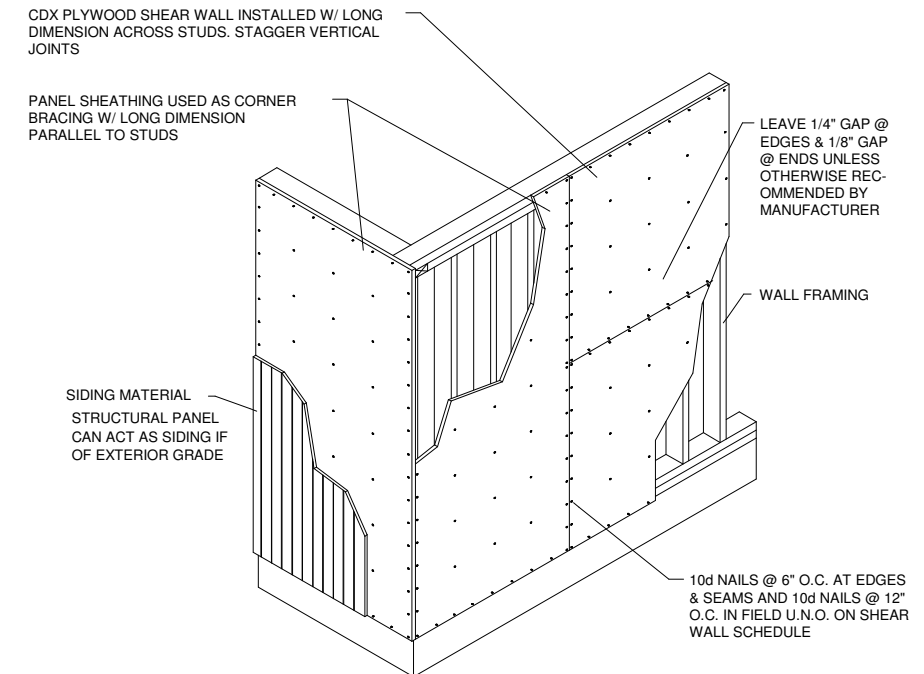 CDX PLYWOOD SHEAR WALL INSTALLED W/ LONG
DIMENSION ACROSS STUDS. STAGGER VERTICAL
JOINTS
PANEL SHEATHING USED AS CORNER
BRACING W/ LONG DIMENSION
PARALLEL TO STUDS
LEAVE 1/4" GAP @
EDGES & 1/8" GAP
@ ENDS UNLESS
OTHERWISE REC-
OMMENDED BY
MANUFACTURER
WALL FRAMING
SIDING MATERIAL
STRUCTURAL PANEL
CAN ACT AS SIDING IF
OF EXTERIOR GRADE
10d NAILS @ 6" O.C. AT EDGES
& SEAMS AND 10d NAILS @ 12"
O.C. IN FIELD U.N.O. ON SHEAR
WALL SCHEDULE